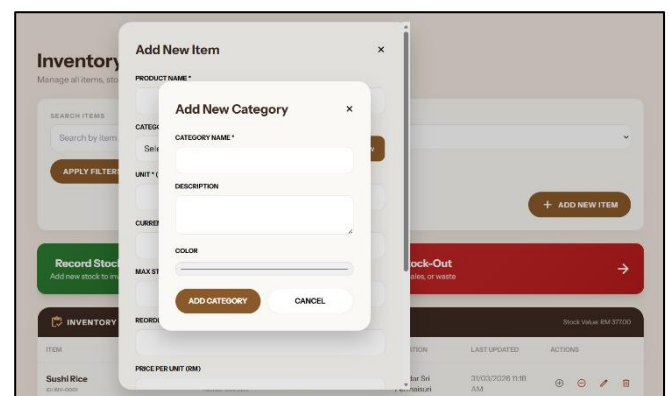 Inventory
Manage all items, sto
SEARCH ITEMS
Search by item
APPLY FILTER
+ ADD NEW ITEM
Add New Item ×
PRODUCT NAME *
CATEGO
Sele
UNIT * (
CURREN
MAX ST
REORD
PRICE PER UNIT (RM)
Add New Category ×
CATEGORY NAME *
DESCRIPTION
COLOR
ADD CATEGORY CANCEL
Record Stoc
Add new stock to inv
ock-Out
ales, or waste
INVENTORY
Stock Value: RM 377.00
ITEM
LAST UPDATED ACTIONS
Sushi Rice
31/03/2026 11:18
AM